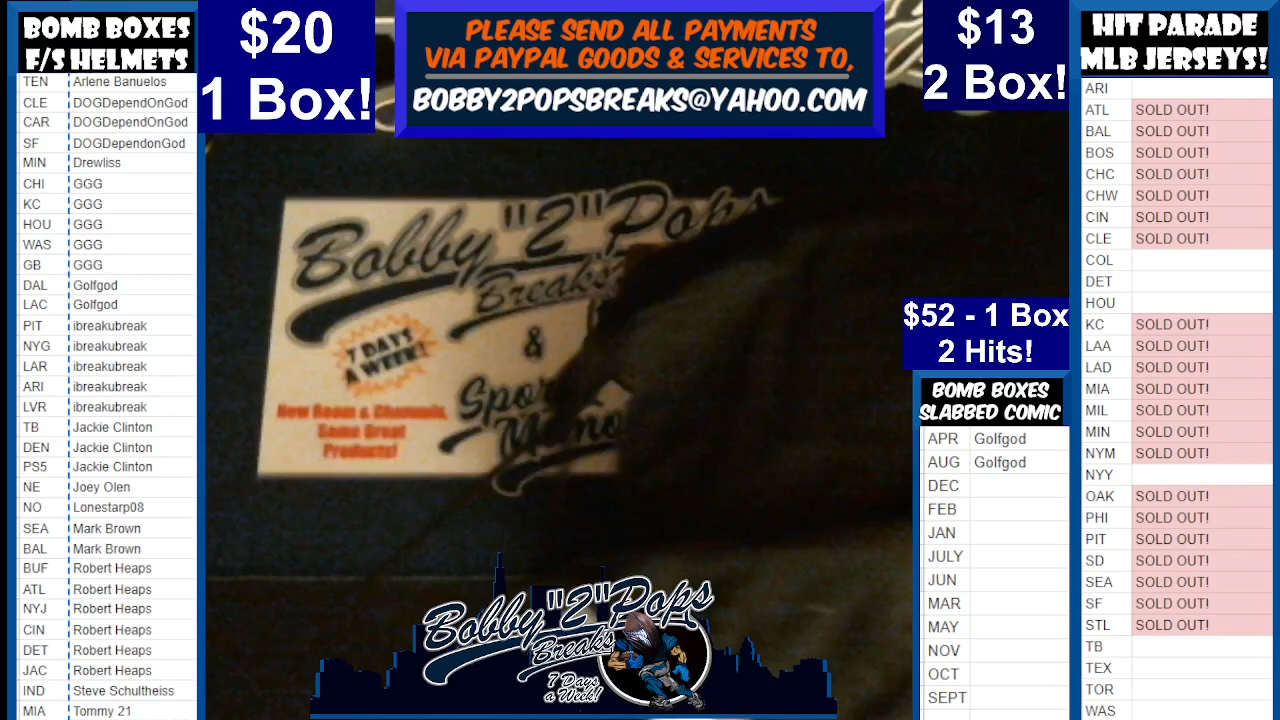 BOMB BOXES
F/S HELMETS
TEN Arlene Banuelos
CLE DOGDependOnGod
CAR DOGDependOnGod
SF DOGDependonGod
MIN Drewliss
CHI GGG
KC GGG
HOU GGG
WAS GGG
GB GGG
DAL Golfgod
LAC Golfgod
PIT ibreakubreak
NYG ibreakubreak
LAR ibreakubreak
ARI ibreakubreak
LVR ibreakubreak
TB Jackie Clinton
DEN Jackie Clinton
PS5 Jackie Clinton
NE Joey Olen
NO Lonestarp08
SEA Mark Brown
BAL Mark Brown
BUF Robert Heaps
ATL Robert Heaps
NYJ Robert Heaps
CIN Robert Heaps
DET Robert Heaps
JAC Robert Heaps
IND Steve Schultheiss
MIA Tommy 21
$20
1 Box!
PLEASE SEND ALL PAYMENTS
VIA PAYPAL GOODS & SERVICES TO,
BOBBY2POPSBREAKS@YAHOO.COM
Bobby "2" Pops
Breaks
&
7 DAYS
A WEEK!
New Room & Channels,
Same Great
Products!
Bobby "2" Pops
Breaks
7 Days
a Week!
$13
2 Box!
$52 - 1 Box
2 Hits!
BOMB BOXES
SLABBED COMIC
APR Golfgod
AUG Golfgod
DEC
FEB
JAN
JULY
JUN
MAR
MAY
NOV
OCT
SEPT
HIT PARADE
MLB JERSEYS!
ARI
ATL SOLD OUT!
BAL SOLD OUT!
BOS SOLD OUT!
CHC SOLD OUT!
CHW SOLD OUT!
CIN SOLD OUT!
CLE SOLD OUT!
COL
DET
HOU
KC SOLD OUT!
LAA SOLD OUT!
LAD SOLD OUT!
MIA SOLD OUT!
MIL SOLD OUT!
MIN SOLD OUT!
NYM SOLD OUT!
NYY
OAK SOLD OUT!
PHI SOLD OUT!
PIT SOLD OUT!
SD SOLD OUT!
SEA SOLD OUT!
SF SOLD OUT!
STL SOLD OUT!
TB
TEX
TOR
WAS